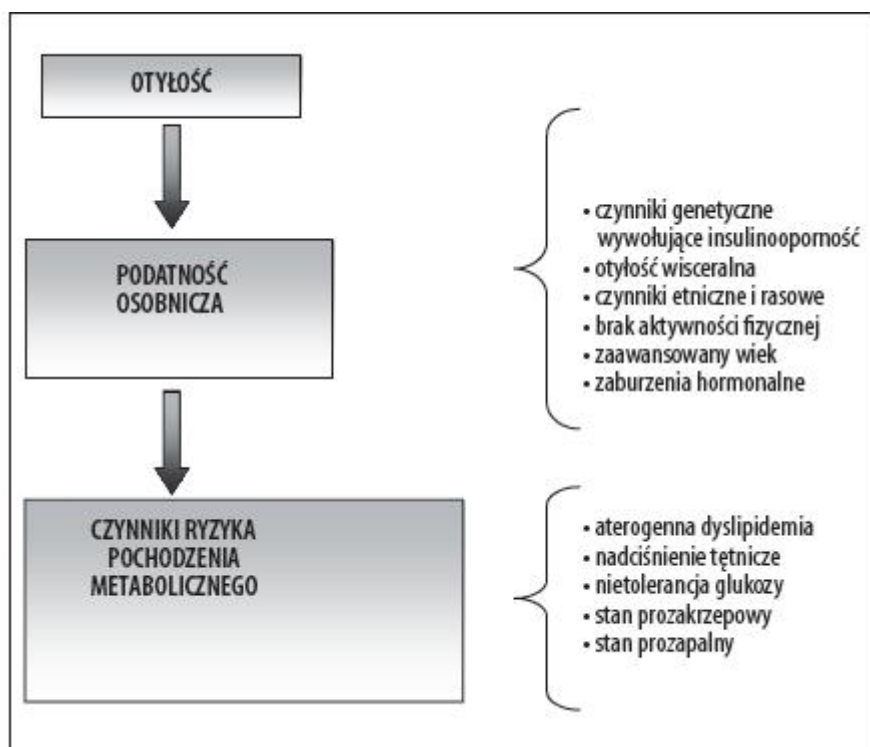 OTYŁOŚĆ
PODATNOŚĆ
OSOBNICZA
• czynniki genetyczne
wywołujące insulinooporność
• otyłość wisceralna
• czynniki etniczne i rasowe
• brak aktywności fizycznej
• zaawansowany wiek
• zaburzenia hormonalne
CZYNNIKI RYZYKA
POCHODZENIA
METABOLICZNEGO
• aterogenna dyslipidemia
• nadciśnienie tętnicze
• nietolerancja glukozy
• stan prozakrzepowy
• stan prozapalny